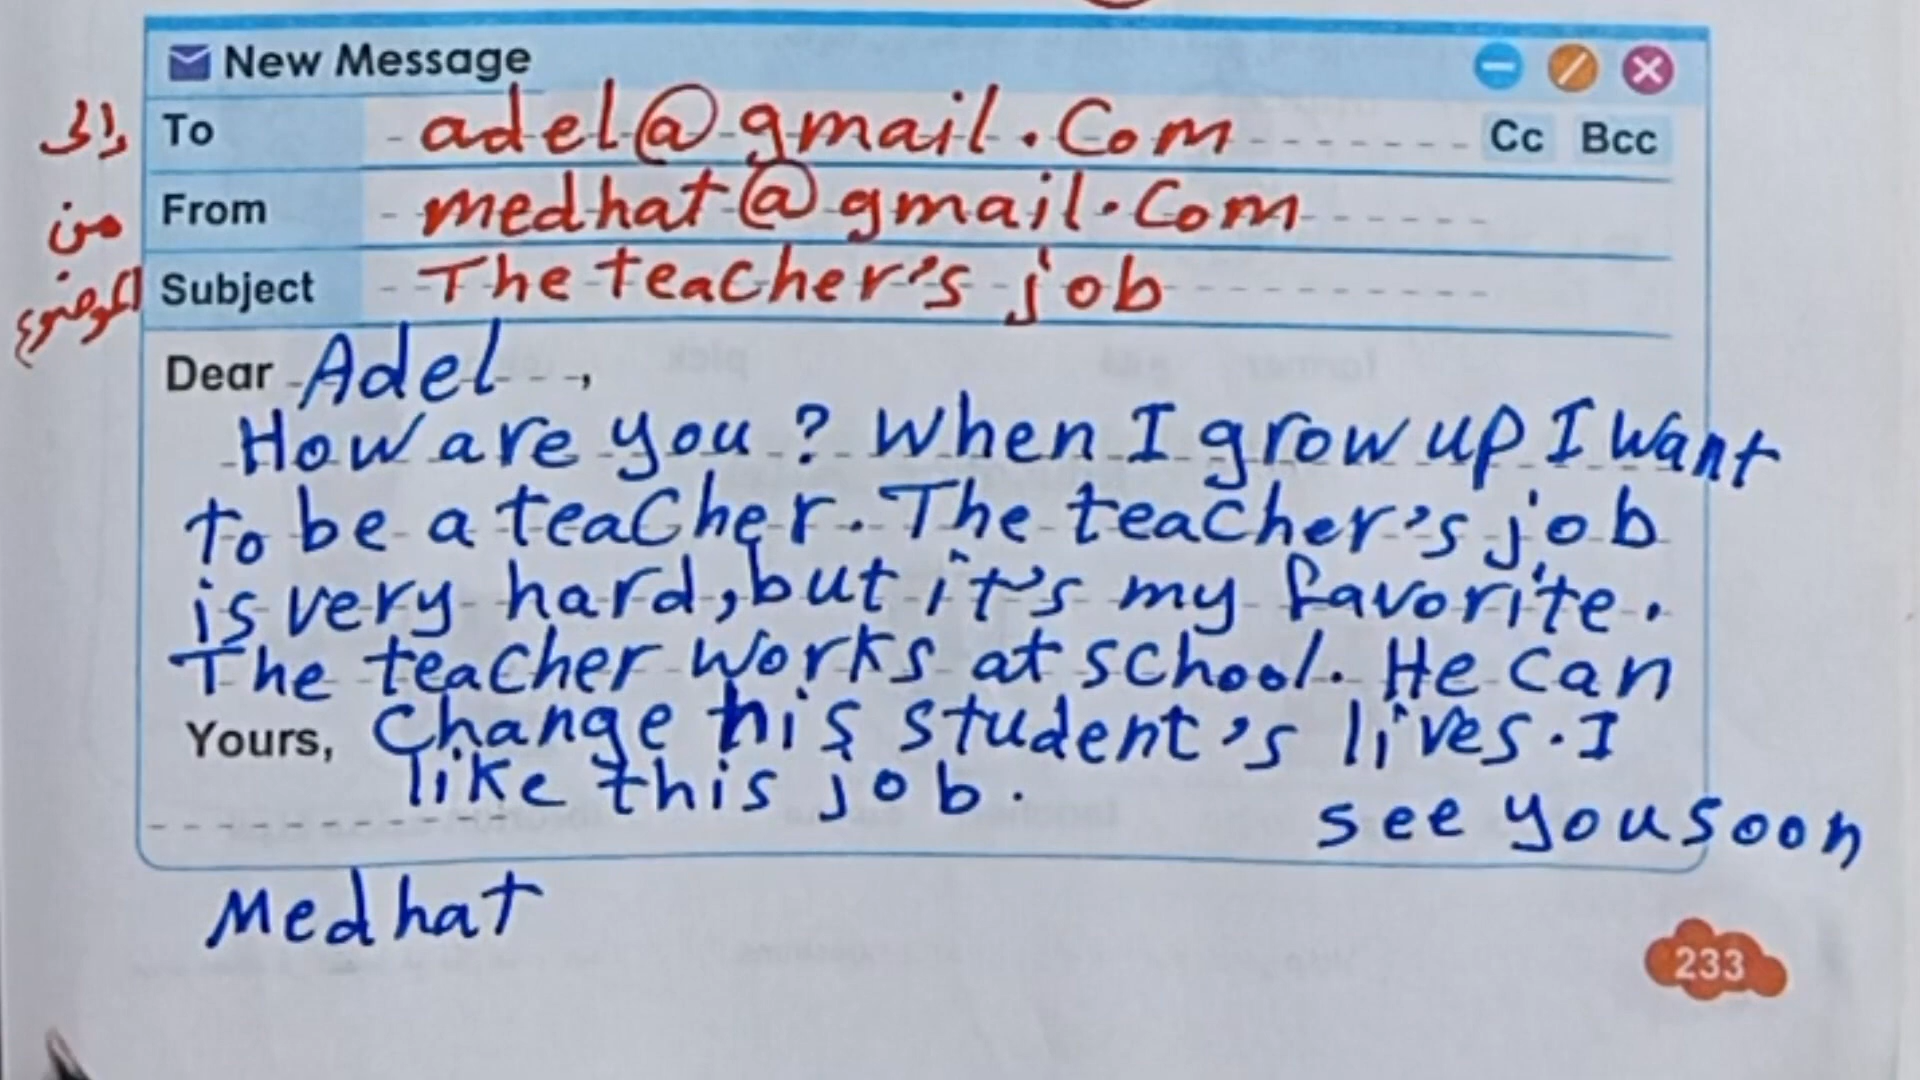 New Message
إلى To adel@gmail.Com Cc Bcc
من From medhat@gmail.Com
الموضوع Subject The teacher's job
Dear Adel ,
How are you? When I grow up I want
to be a teacher. The teacher's job
is very hard, but it's my favorite.
The teacher works at school. He can
Yours, change his student's lives. I
like this job.
see you soon
Medhat
233